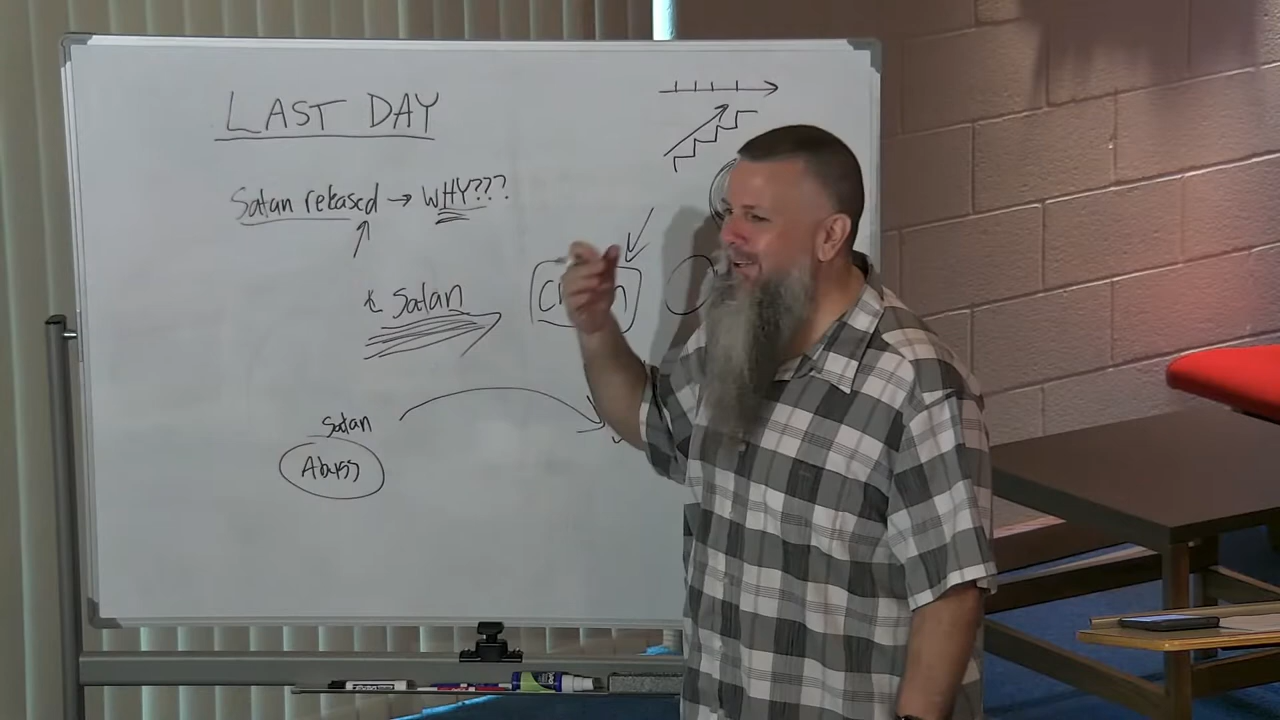 LAST DAY
Satan released → WHY???
Satan
Satan
Abyss